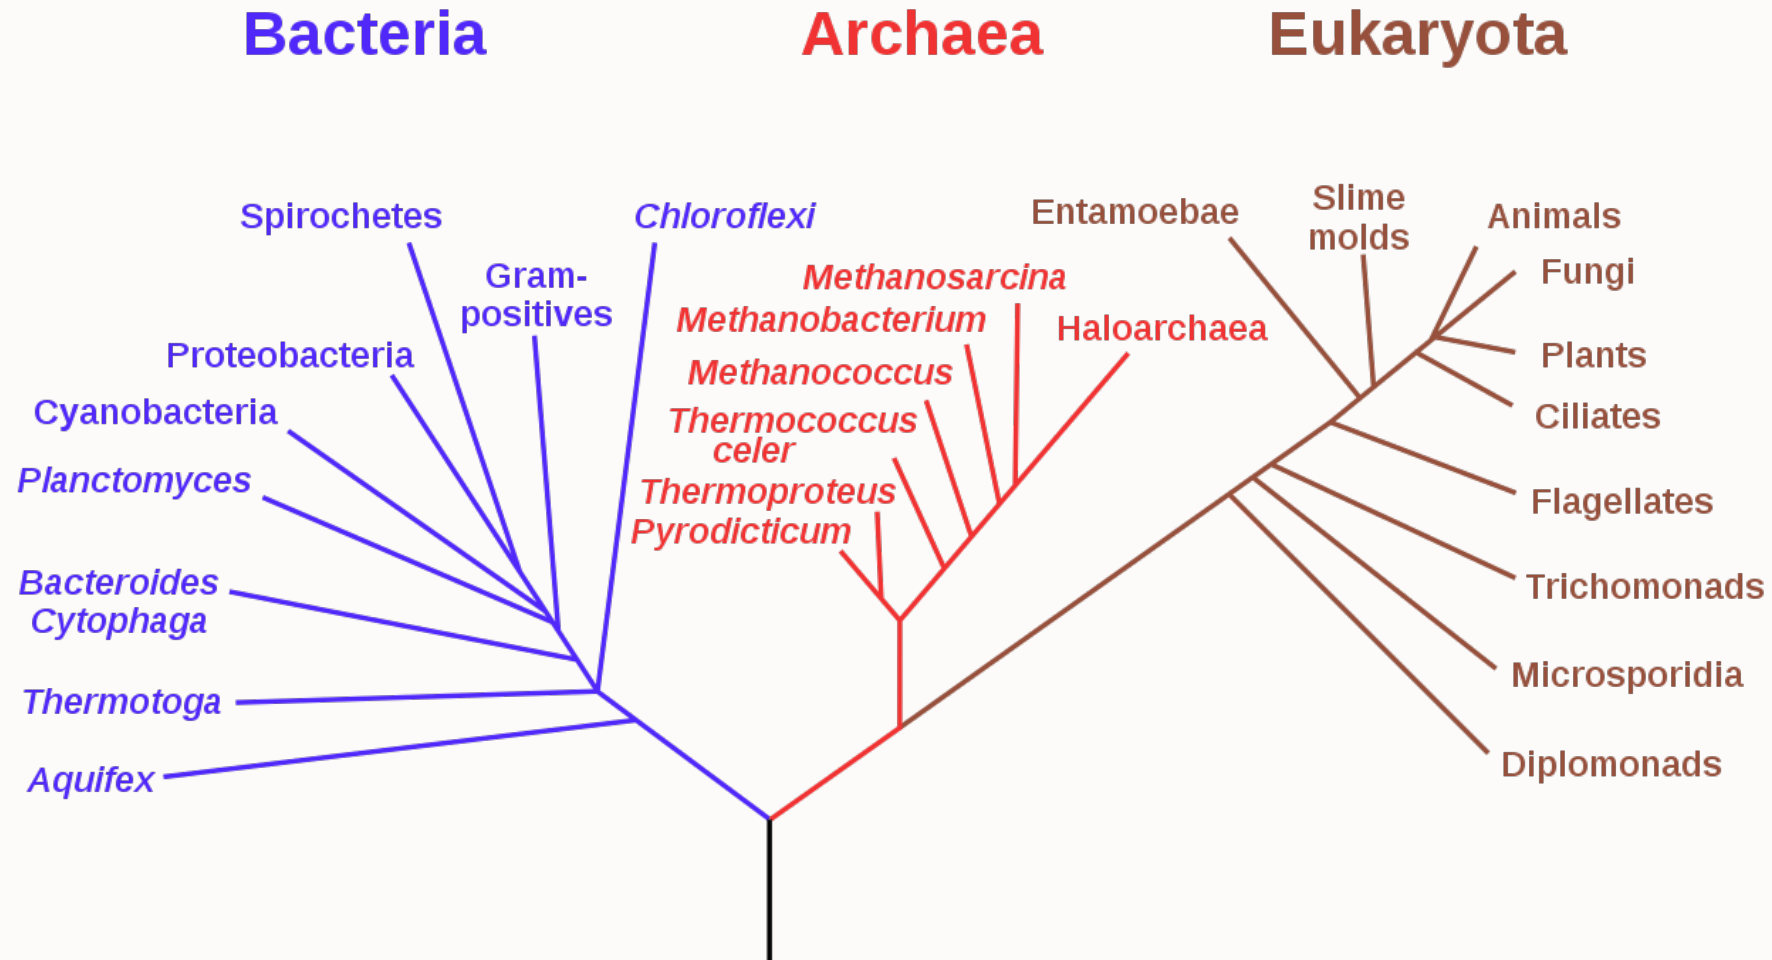 Bacteria
Archaea
Eukaryota
Spirochetes
Gram-
positives
Chloroflexi
Proteobacteria
Cyanobacteria
Planctomyces
Bacteroides
Cytophaga
Thermotoga
Aquifex
Methanosarcina
Methanobacterium
Haloarchaea
Methanococcus
Thermococcus
celer
Thermoproteus
Pyrodicticum
Entamoebae
Slime
molds
Animals
Fungi
Plants
Ciliates
Flagellates
Trichomonads
Microsporidia
Diplomonads